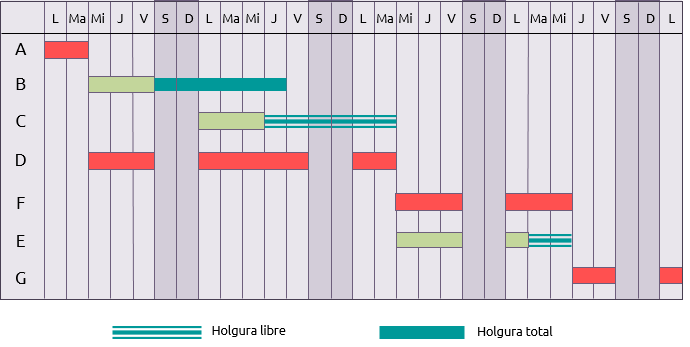 L Ma Mi J V S D L Ma Mi J V S D L Ma Mi J V S D L Ma Mi J V S D L
A
B
C
D
F
E
G
Holgura libre Holgura total